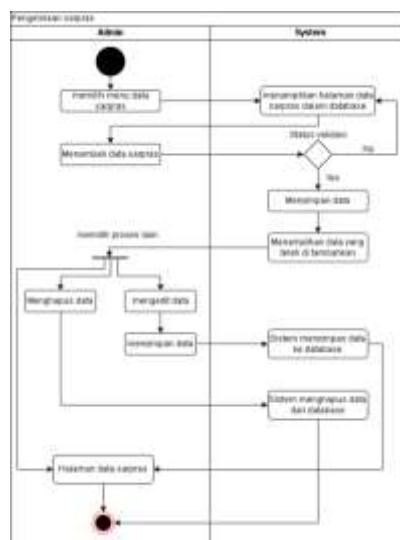 Pengelolaan sarpras
Admin
System
memilih menu data
sarpras
menampilkan halaman data
sarpras dalam database
Status validasi
Menambah data sarpras
No
Yes
Menyimpan data
Menampilkan data yang
telah di tambahkan
memilih proses lain
Menghapus data
mengedit data
menyimpan data
Sistem menyimpan data
ke database
Sistem menghapus data
dari database
Halaman data sarpras